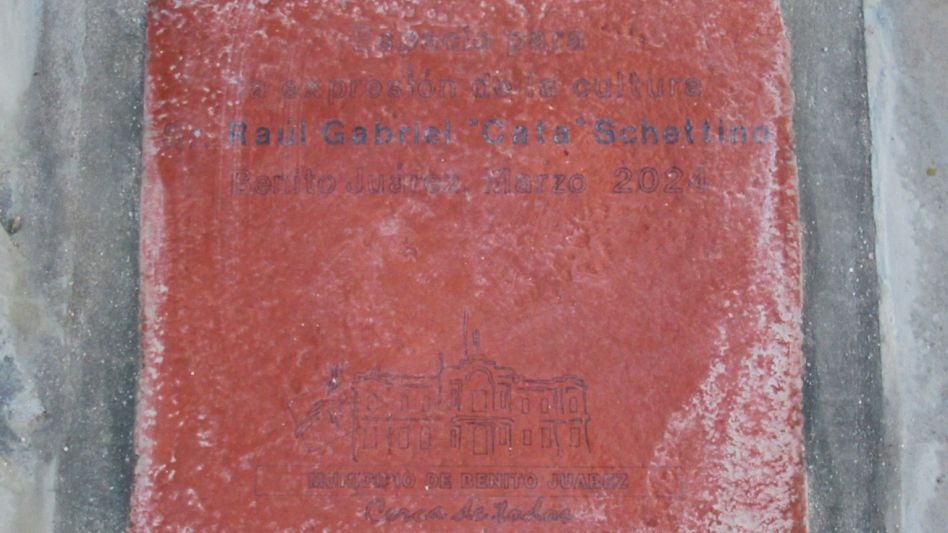 Espacio para
la expresión de la cultura
Sr. Raúl Gabriel "Cata" Schettino
Benito Juárez, Marzo 2024
MUNICIPIO DE BENITO JUAREZ
Cerca de todos